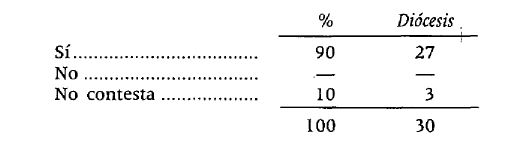 % Diócesis
Sí................................... 90 27
No ................................. — —
No contesta ................... 10 3
100 30